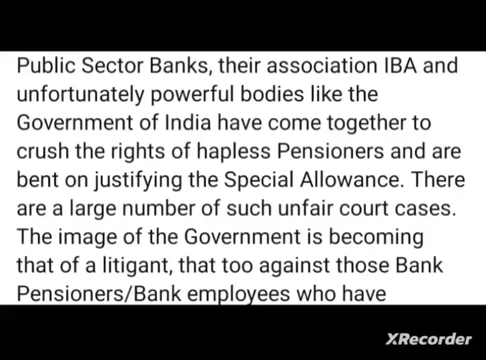 Public Sector Banks, their association IBA and
unfortunately powerful bodies like the
Government of India have come together to
crush the rights of hapless Pensioners and are
bent on justifying the Special Allowance. There
are a large number of such unfair court cases.
The image of the Government is becoming
that of a litigant, that too against those Bank
Pensioners/Bank employees who have
XRecorder